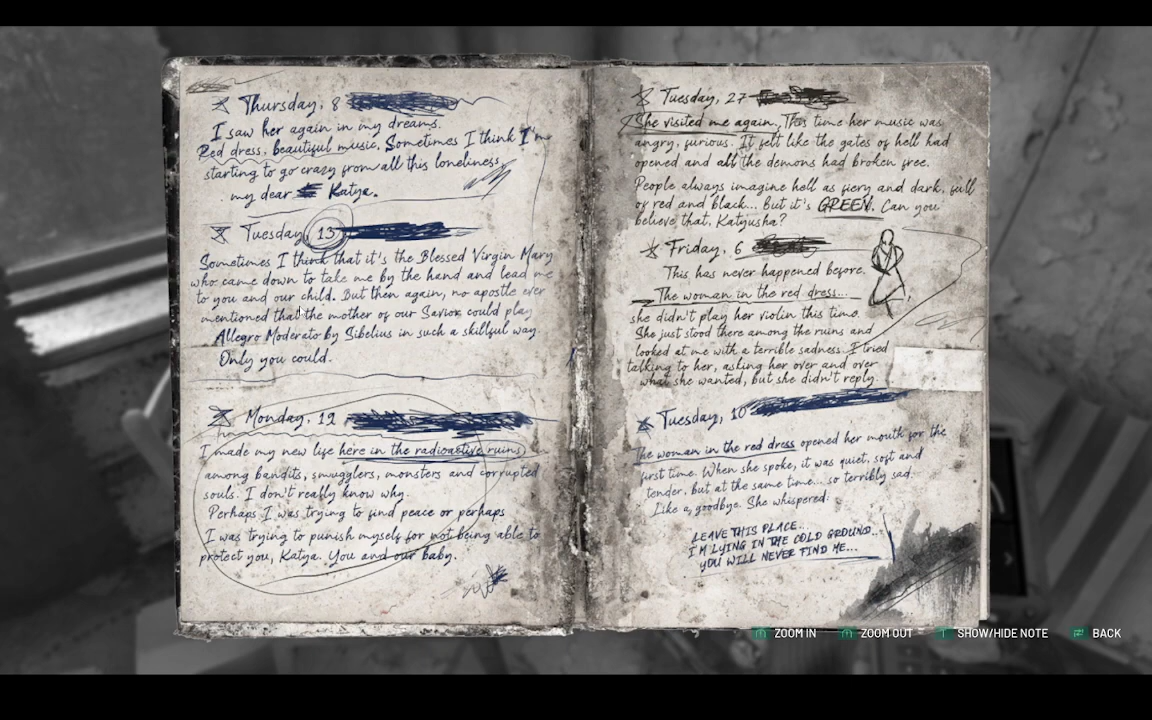 Thursday, 8
I saw her again in my dreams.
Red dress, beautiful music. Sometimes I think I'm
starting to go crazy from all this loneliness,
my dear Katya.
Tuesday 13
Sometimes I think that it's the Blessed Virgin Mary
who came down to take me by the hand and lead me
to you and our child. But then again, no apostle ever
mentioned that the mother of our Savior could play
Allegro Moderato by Sibelius in such a skillful way.
Only you could.
Monday, 19
I made my new life here in the radioactive ruins,
among bandits, smugglers, monsters and corrupted
souls. I don't really know why.
Perhaps I was trying to find peace or perhaps
I was trying to punish myself for not being able to
protect you, Katya. You and our baby.
Tuesday, 27
She visited me again. This time her music was
angry, furious. It felt like the gates of hell had
opened and all the demons had broken free.
People always imagine hell as fiery and dark, full
of red and black... But it's GREEN. Can you
believe that, Katyusha?
Friday, 6
This has never happened before.
The woman in the red dress...
she didn't play her violin this time.
She just stood there among the ruins and
looked at me with a terrible sadness. I tried
talking to her, asking her over and over
what she wanted, but she didn't reply.
Tuesday, 10
The woman in the red dress opened her mouth for the
first time. When she spoke, it was quiet, soft and
tender, but at the same time... so terribly sad.
Like a goodbye. She whispered:
LEAVE THIS PLACE...
I'M LYING IN THE COLD GROUND...
YOU WILL NEVER FIND ME...
ZOOM IN ZOOM OUT SHOW/HIDE NOTE BACK